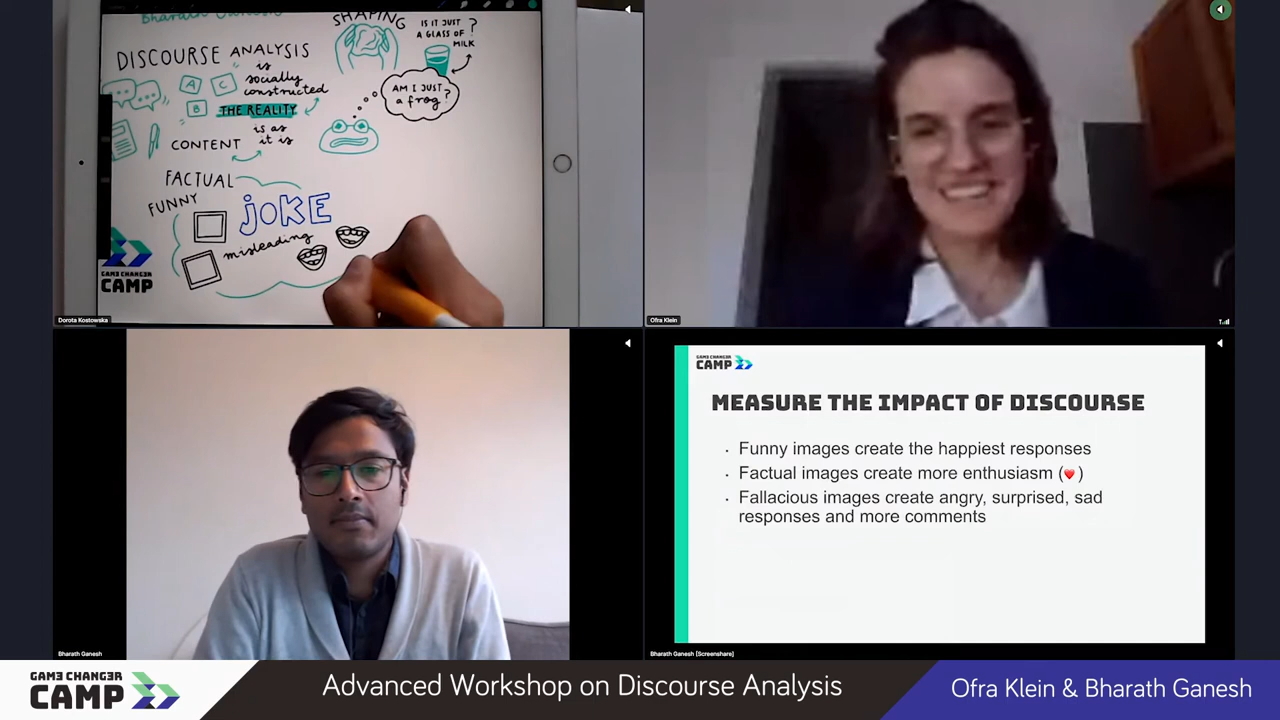 Bharath Ganesh
DISCOURSE ANALYSIS
is
socially
constructed
A
C
B
THE REALITY
is as
it is
CONTENT
SHAPING
IS IT JUST
A GLASS OF
MILK
?
AM I JUST
a frog?
FACTUAL
FUNNY
JOKE
misleading
GAME CHANGER
CAMP
Dorota Kostowska
Ofra Klein
Bharath Ganesh
GAME CHANGER
CAMP
MEASURE THE IMPACT OF DISCOURSE
· Funny images create the happiest responses
· Factual images create more enthusiasm (❤)
· Fallacious images create angry, surprised, sad
responses and more comments
Bharath Ganesh [Screenshare]
GAME CHANGER
CAMP
Advanced Workshop on Discourse Analysis
Ofra Klein & Bharath Ganesh